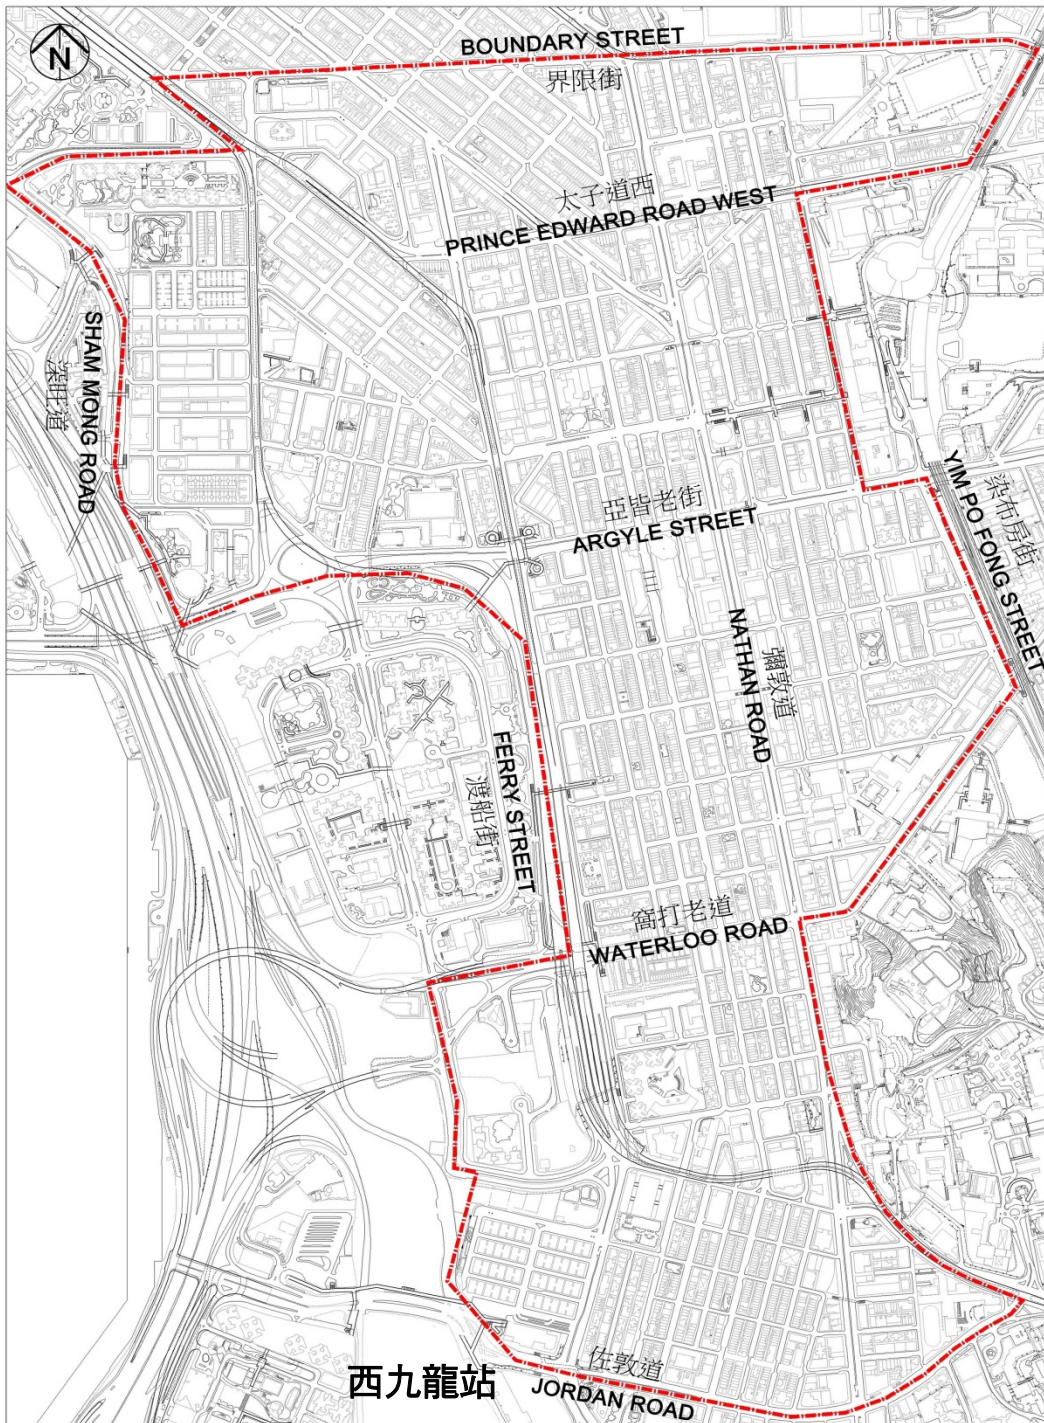 N
BOUNDARY STREET
界限街
太子道西
PRINCE EDWARD ROAD WEST
SHAM MONG ROAD
深旺道
亞皆老街
ARGYLE STREET
YIM PO FONG STREET
染布房街
NATHAN ROAD
彌敦道
FERRY STREET
渡船街
窩打老道
WATERLOO ROAD
佐敦道
JORDAN ROAD
西九龍站